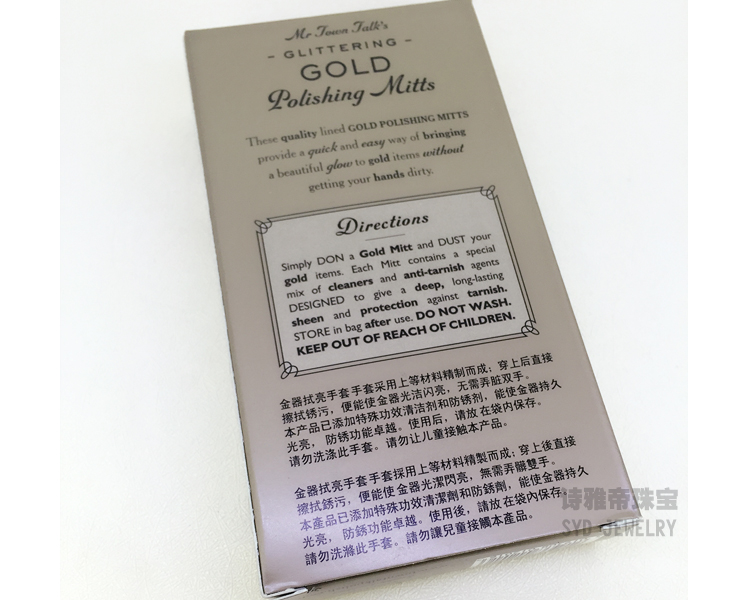 Mr Town Talk's
- GLITTERING -
GOLD
Polishing Mitts
These quality lined GOLD POLISHING MITTS
provide a quick and easy way of bringing
a beautiful glow to gold items without
getting your hands dirty.
Directions
Simply DON a Gold Mitt and DUST your
gold items. Each Mitt contains a special
mix of cleaners and anti-tarnish agents
DESIGNED to give a deep, long-lasting
sheen and protection against tarnish.
STORE in bag after use. DO NOT WASH.
KEEP OUT OF REACH OF CHILDREN.
金器拭亮手套手套采用上等材料精制而成；穿上后直接
擦拭锈污，便能使金器光洁闪亮，无需弄脏双手。
本产品已添加特殊功效清洁剂和防锈剂，能使金器持久
光亮，防锈功能卓越。使用后，请放在袋内保存。
请勿洗涤此手套。请勿让儿童接触本产品。
金器拭亮手套手套採用上等材料精製而成；穿上後直接
擦拭銹污，便能使金器光潔閃亮，無需弄髒雙手。
本產品已添加特殊功效清潔劑和防銹劑，能使金器持久
光亮，防銹功能卓越。使用後，請放在袋內保存。
請勿洗滌此手套。請勿讓兒童接觸本產品。
诗雅帝珠宝
SYD JEWELRY